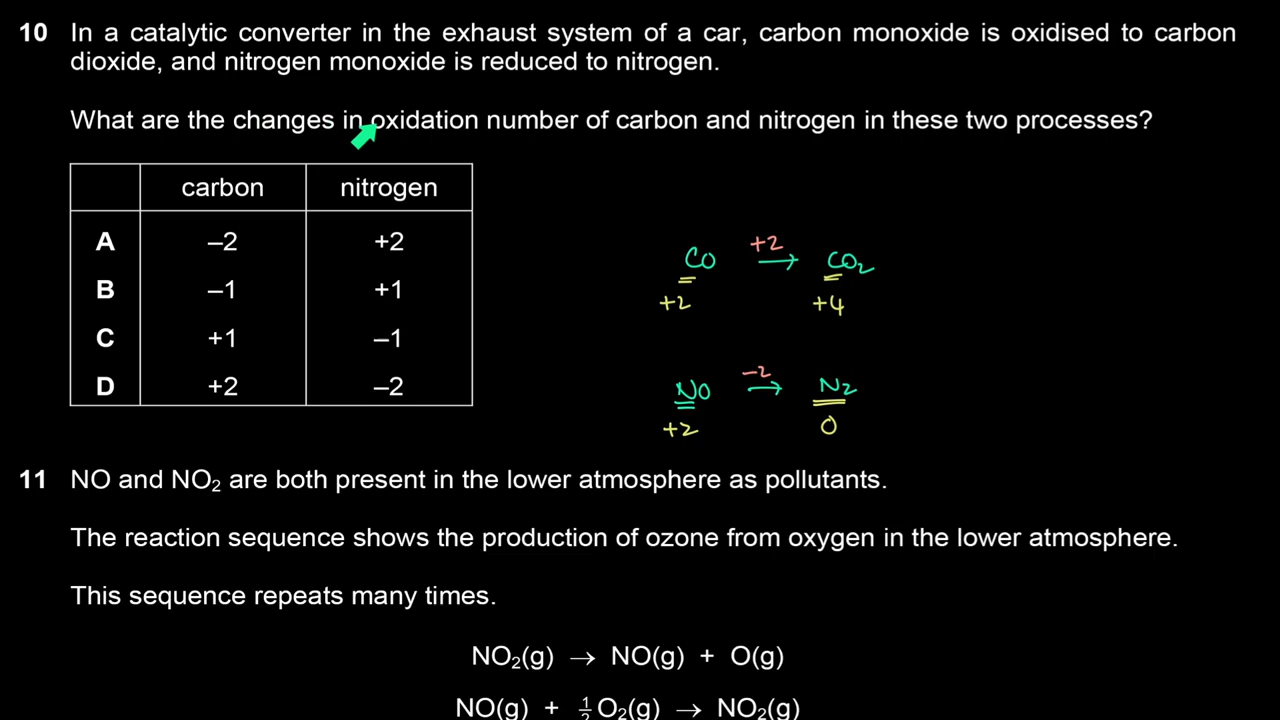 10 In a catalytic converter in the exhaust system of a car, carbon monoxide is oxidised to carbon
dioxide, and nitrogen monoxide is reduced to nitrogen.
What are the changes in oxidation number of carbon and nitrogen in these two processes?
carbon nitrogen
A –2 +2
B –1 +1
C +1 –1
D +2 –2
CO +2 → CO₂
+2 +4
NO –2 → N₂
+2 0
11 NO and NO₂ are both present in the lower atmosphere as pollutants.
The reaction sequence shows the production of ozone from oxygen in the lower atmosphere.
This sequence repeats many times.
NO₂(g) → NO(g) + O(g)
NO(g) + ½O₂(g) → NO₂(g)